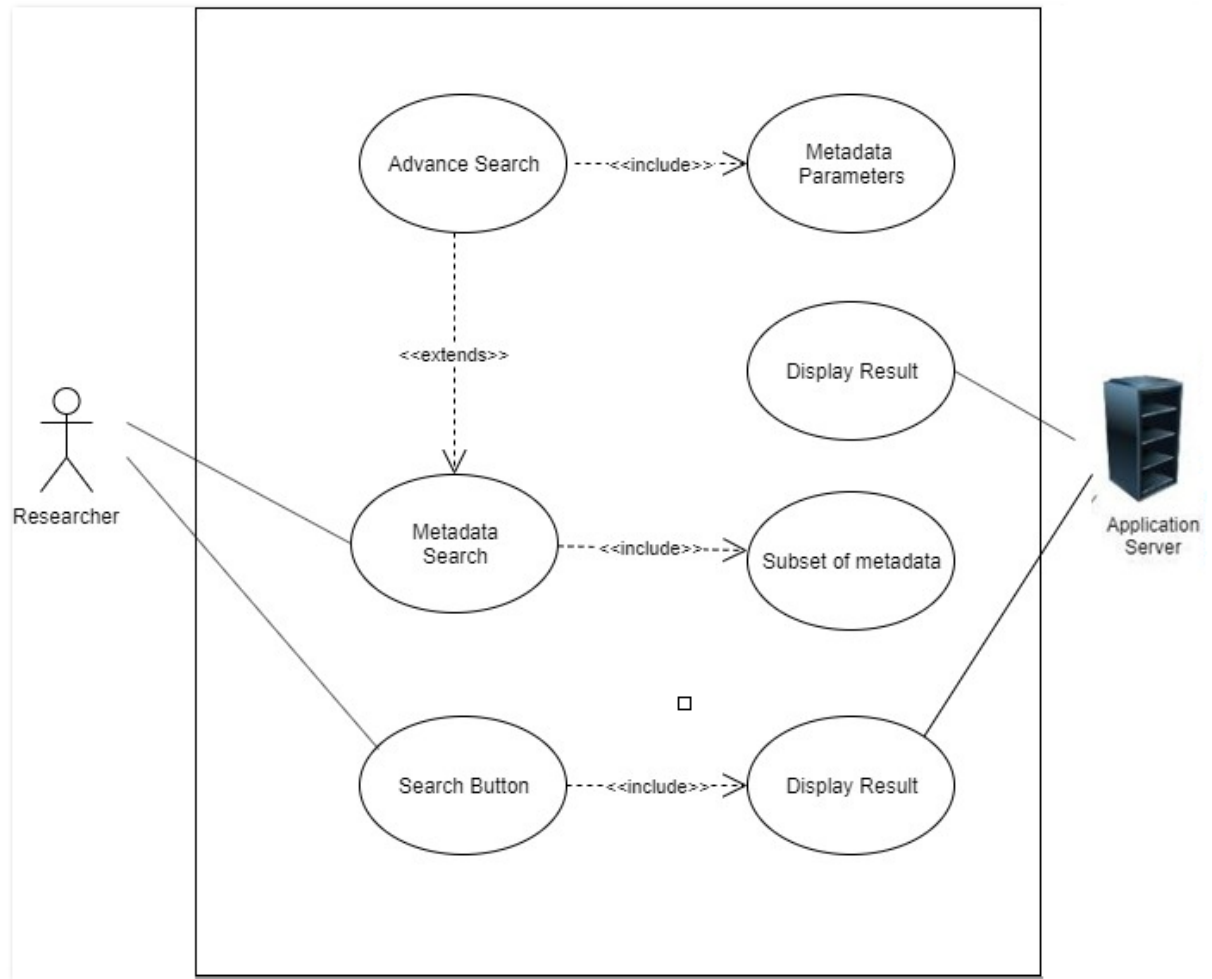 Advance Search
<<include>>
Metadata
Parameters
<<extends>>
Display Result
Researcher
Metadata
Search
<<include>>
Subset of metadata
Application
Server
Search Button
<<include>>
Display Result